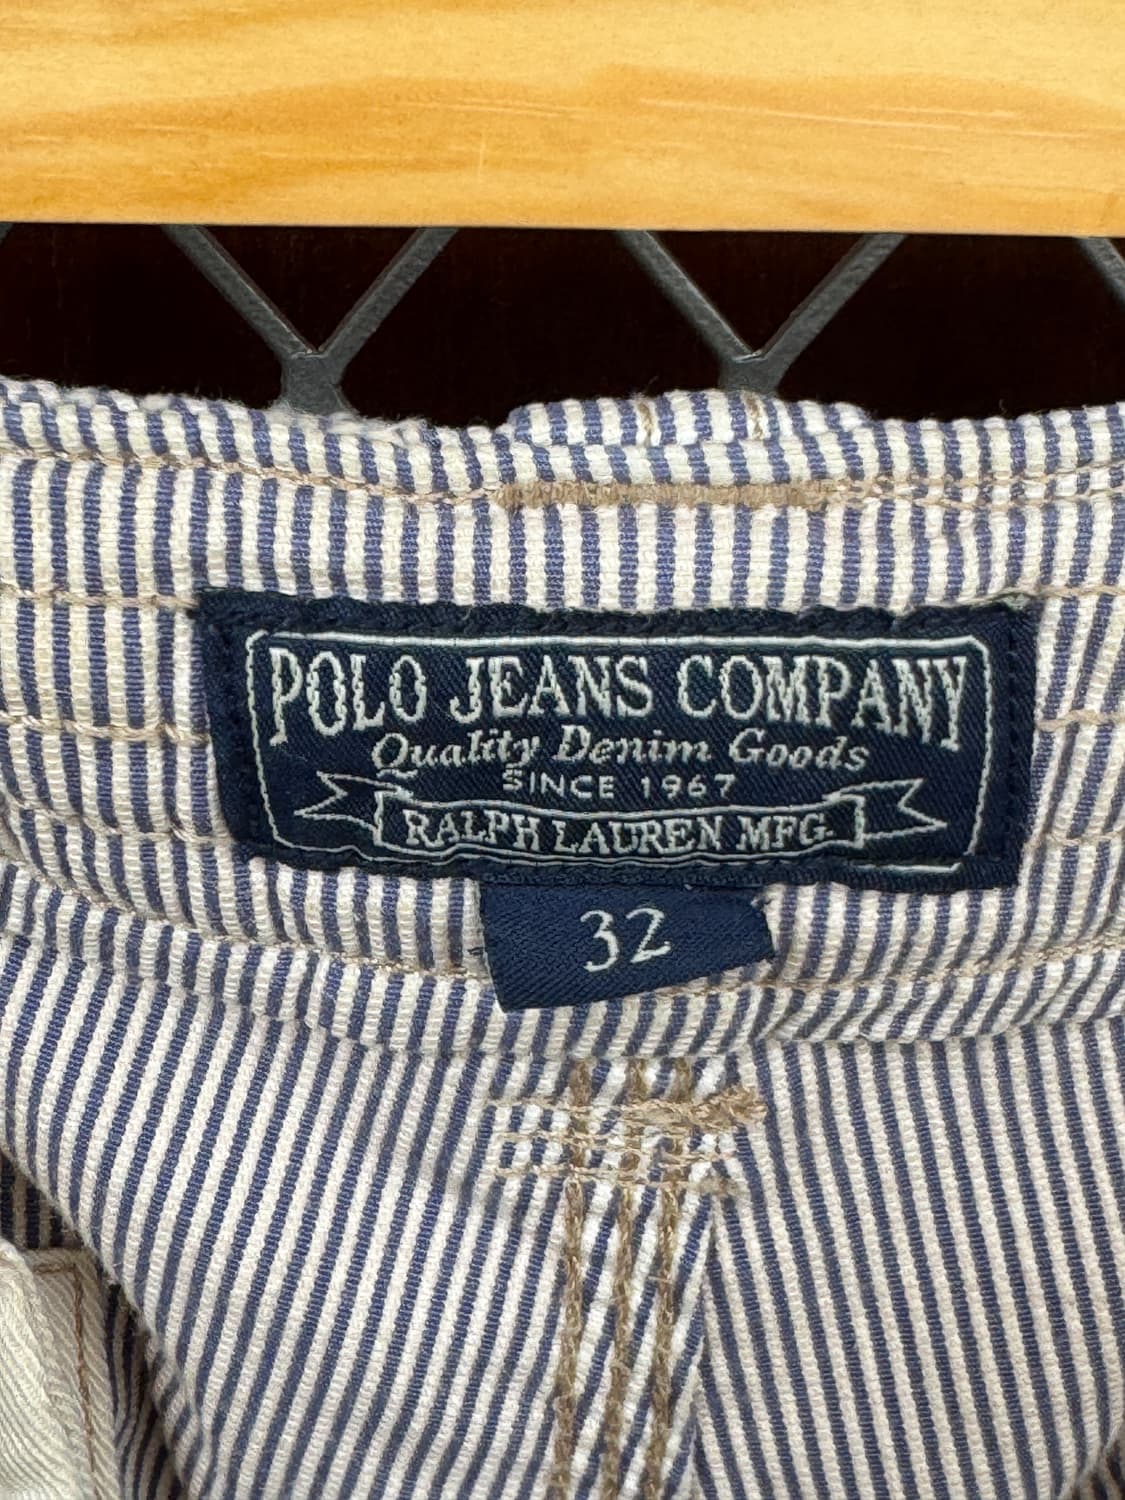 POLO JEANS COMPANY
Quality Denim Goods
SINCE 1967
RALPH LAUREN MFG.
32